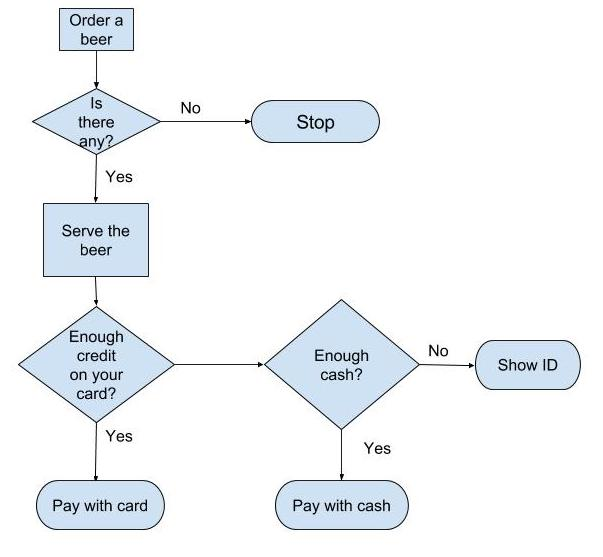 Order a
beer
Is
there
any?
No
Stop
Yes
Serve the
beer
Enough
credit
on your
card?
Enough
cash?
No
Show ID
Yes
Yes
Pay with card
Pay with cash